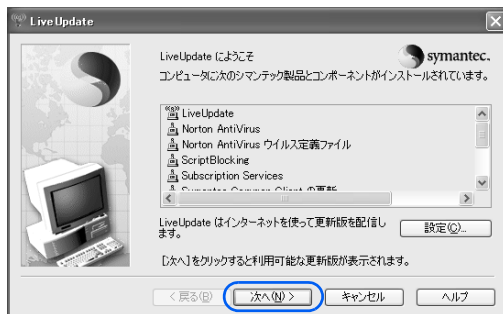 LiveUpdate
LiveUpdate にようこそ
symantec.
コンピュータに次のシマンテック製品とコンポーネントがインストールされています。
LiveUpdate
Norton AntiVirus
Norton AntiVirus ウイルス定義ファイル
ScriptBlocking
Subscription Services
Symantec Common Client の更新
LiveUpdate はインターネットを使って更新版を配信し
ます。
設定(C)...
[次へ]をクリックすると利用可能な更新版が表示されます。
< 戻る(B)
次へ(N) >
キャンセル
ヘルプ